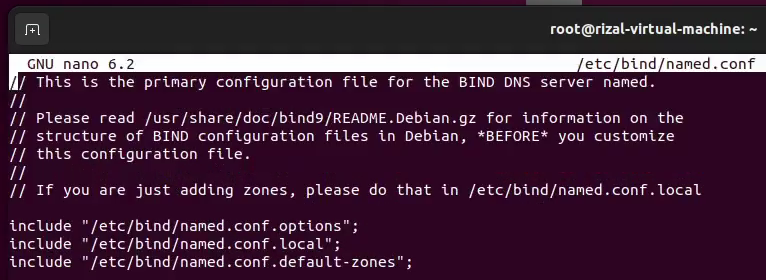 root@rizal-virtual-machine: ~
GNU nano 6.2 /etc/bind/named.conf
// This is the primary configuration file for the BIND DNS server named.
//
// Please read /usr/share/doc/bind9/README.Debian.gz for information on the
// structure of BIND configuration files in Debian, *BEFORE* you customize
// this configuration file.
//
// If you are just adding zones, please do that in /etc/bind/named.conf.local
include "/etc/bind/named.conf.options";
include "/etc/bind/named.conf.local";
include "/etc/bind/named.conf.default-zones";